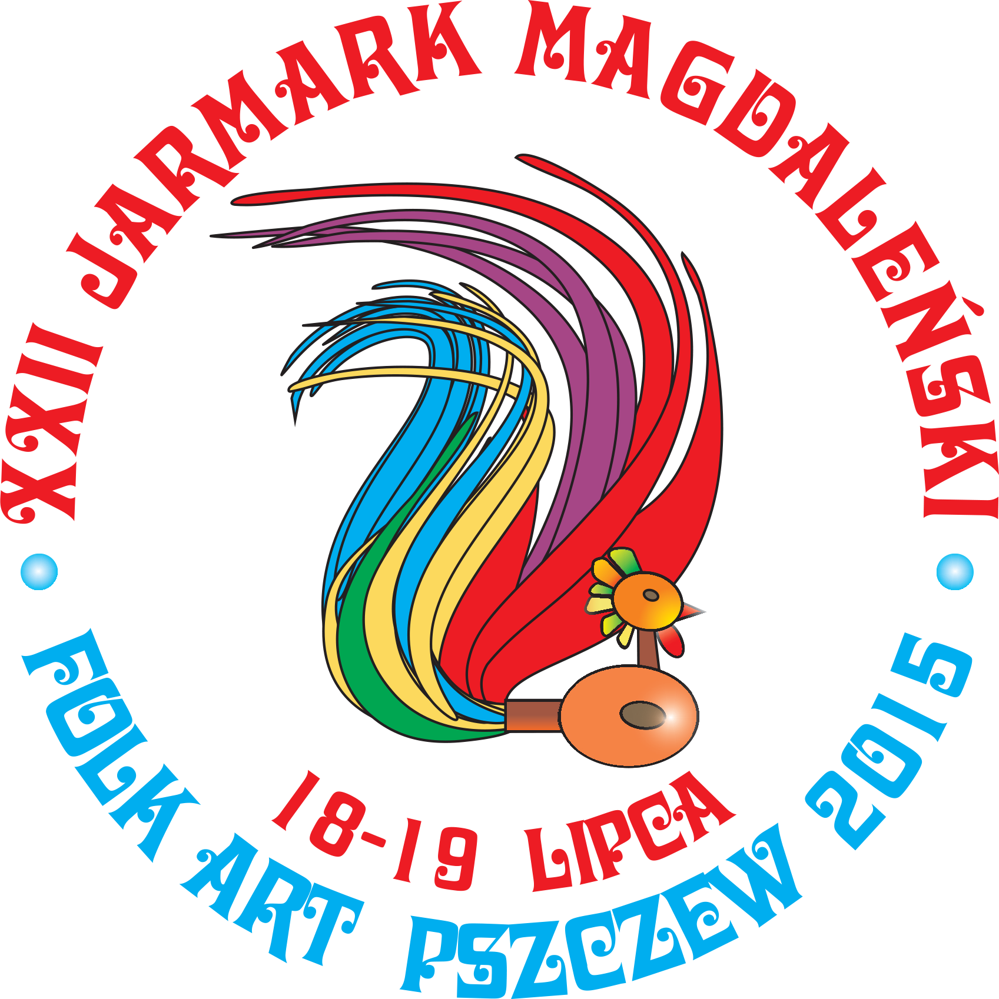 XXII JARMARK MAGDALEŃSKI
18-19 LIPCA
FOLK ART PSZCZEW 2015